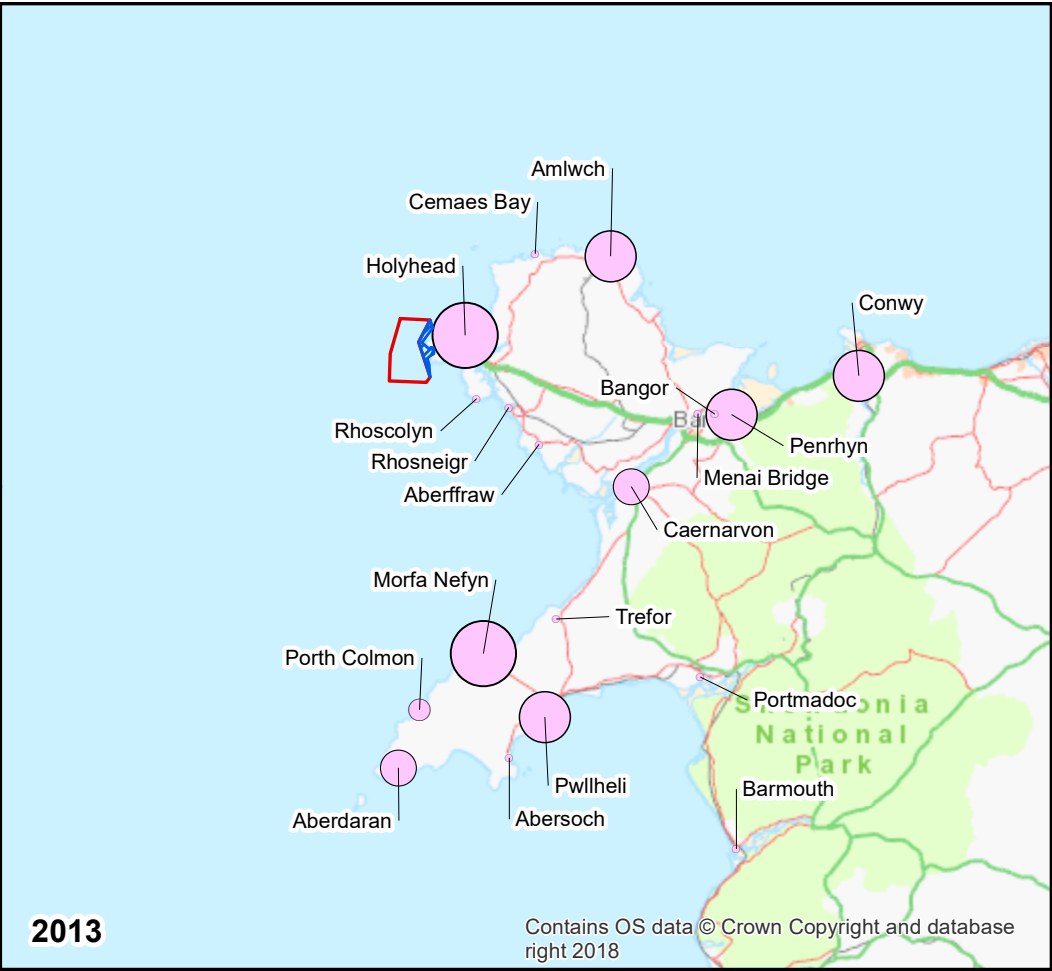 Amlwch
Cemaes Bay
Holyhead
Conwy
Bangor
Rhoscolyn
Penrhyn
Rhosneigr
Menai Bridge
Aberffraw
Caernarvon
Morfa Nefyn
Trefor
Porth Colmon
Portmadoc
National
Park
Pwllheli
Barmouth
Abersoch
Aberdaran
2013
Contains OS data © Crown Copyright and database
right 2018